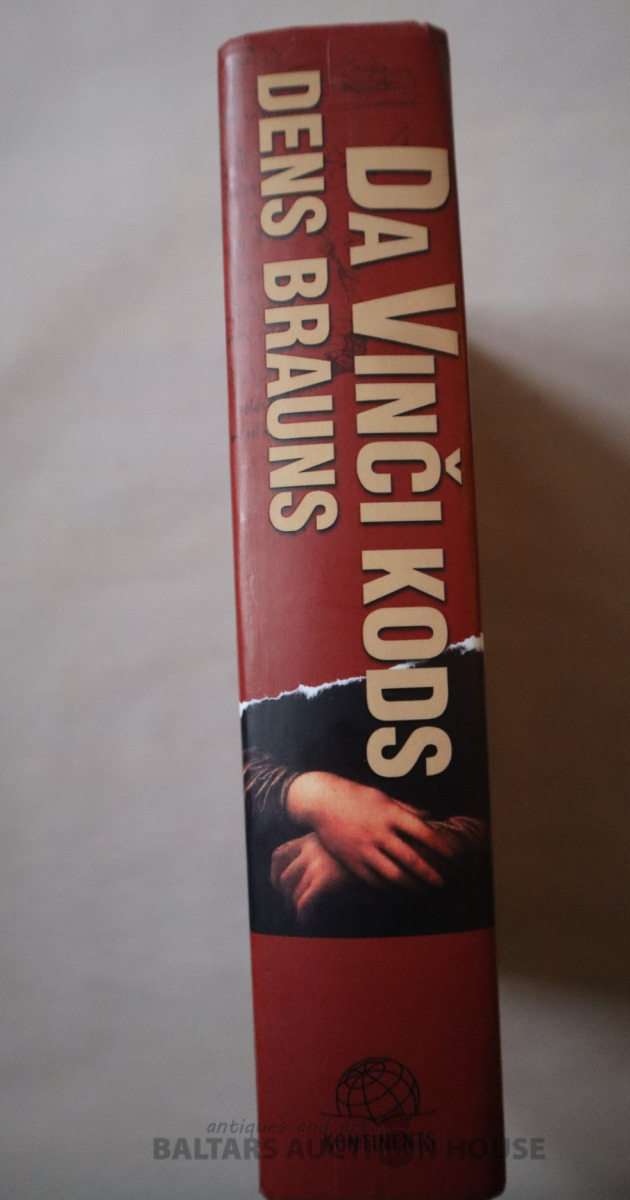 DENS BRAUNS
DA VINČI KODS
KONTINENTS
antiques and art
BALTARS AUCTION HOUSE